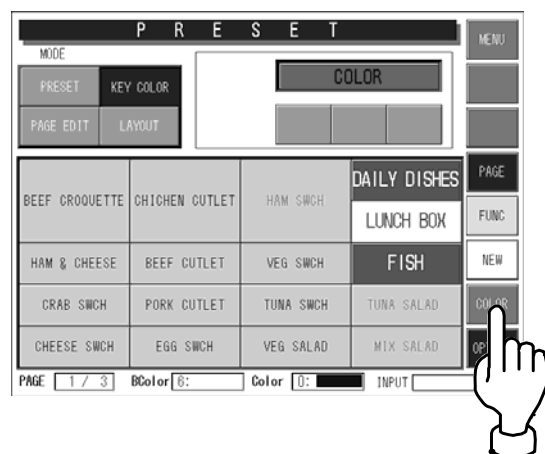 P R E S E T
MENU
MODE
PRESET KEY COLOR
COLOR
PAGE EDIT LAYOUT
BEEF CROQUETTE CHICHEN CUTLET HAM SWCH DAILY DISHES
PAGE
LUNCH BOX
FUNC
HAM & CHEESE BEEF CUTLET VEG SWCH FISH
NEW
CRAB SWCH PORK CUTLET TUNA SWCH TUNA SALAD
COLOR
CHEESE SWCH EGG SWCH VEG SALAD MIX SALAD
PAGE 1 / 3 BColor 6: Color 0: INPUT